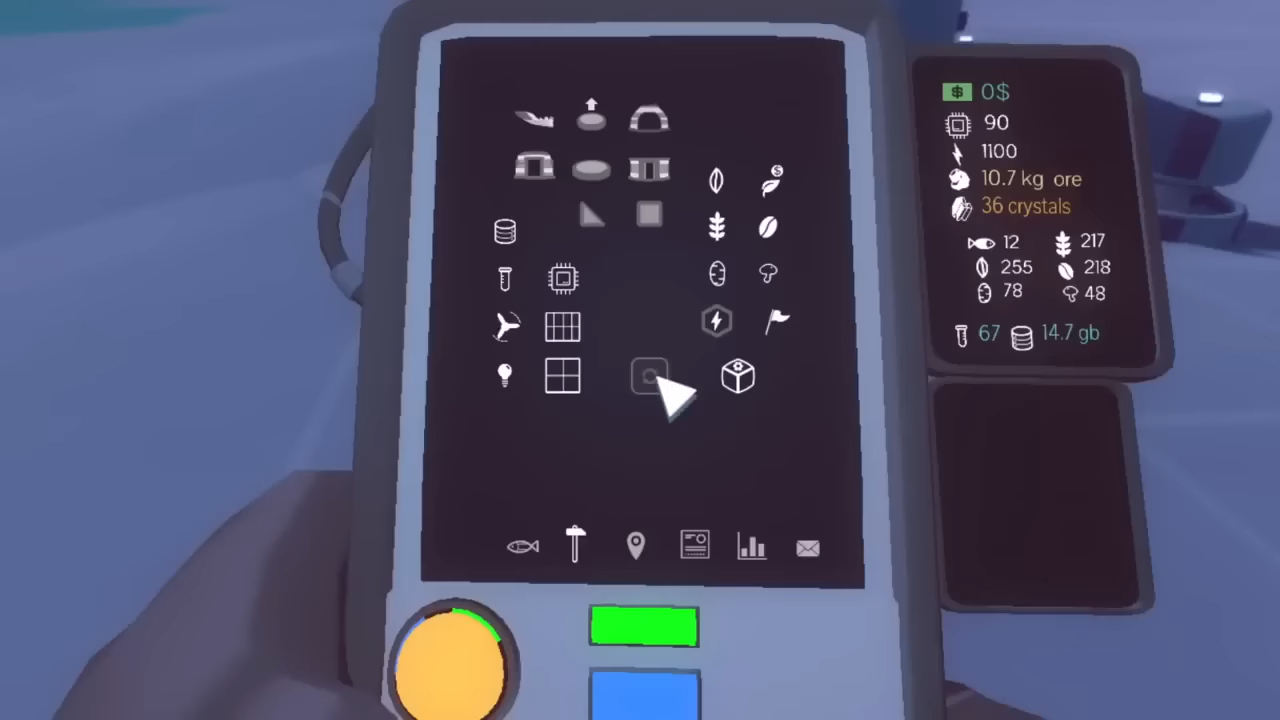 $ 0$
90
1100
10.7 kg ore
36 crystals
12 217
255 218
78 48
67 14.7 gb
$